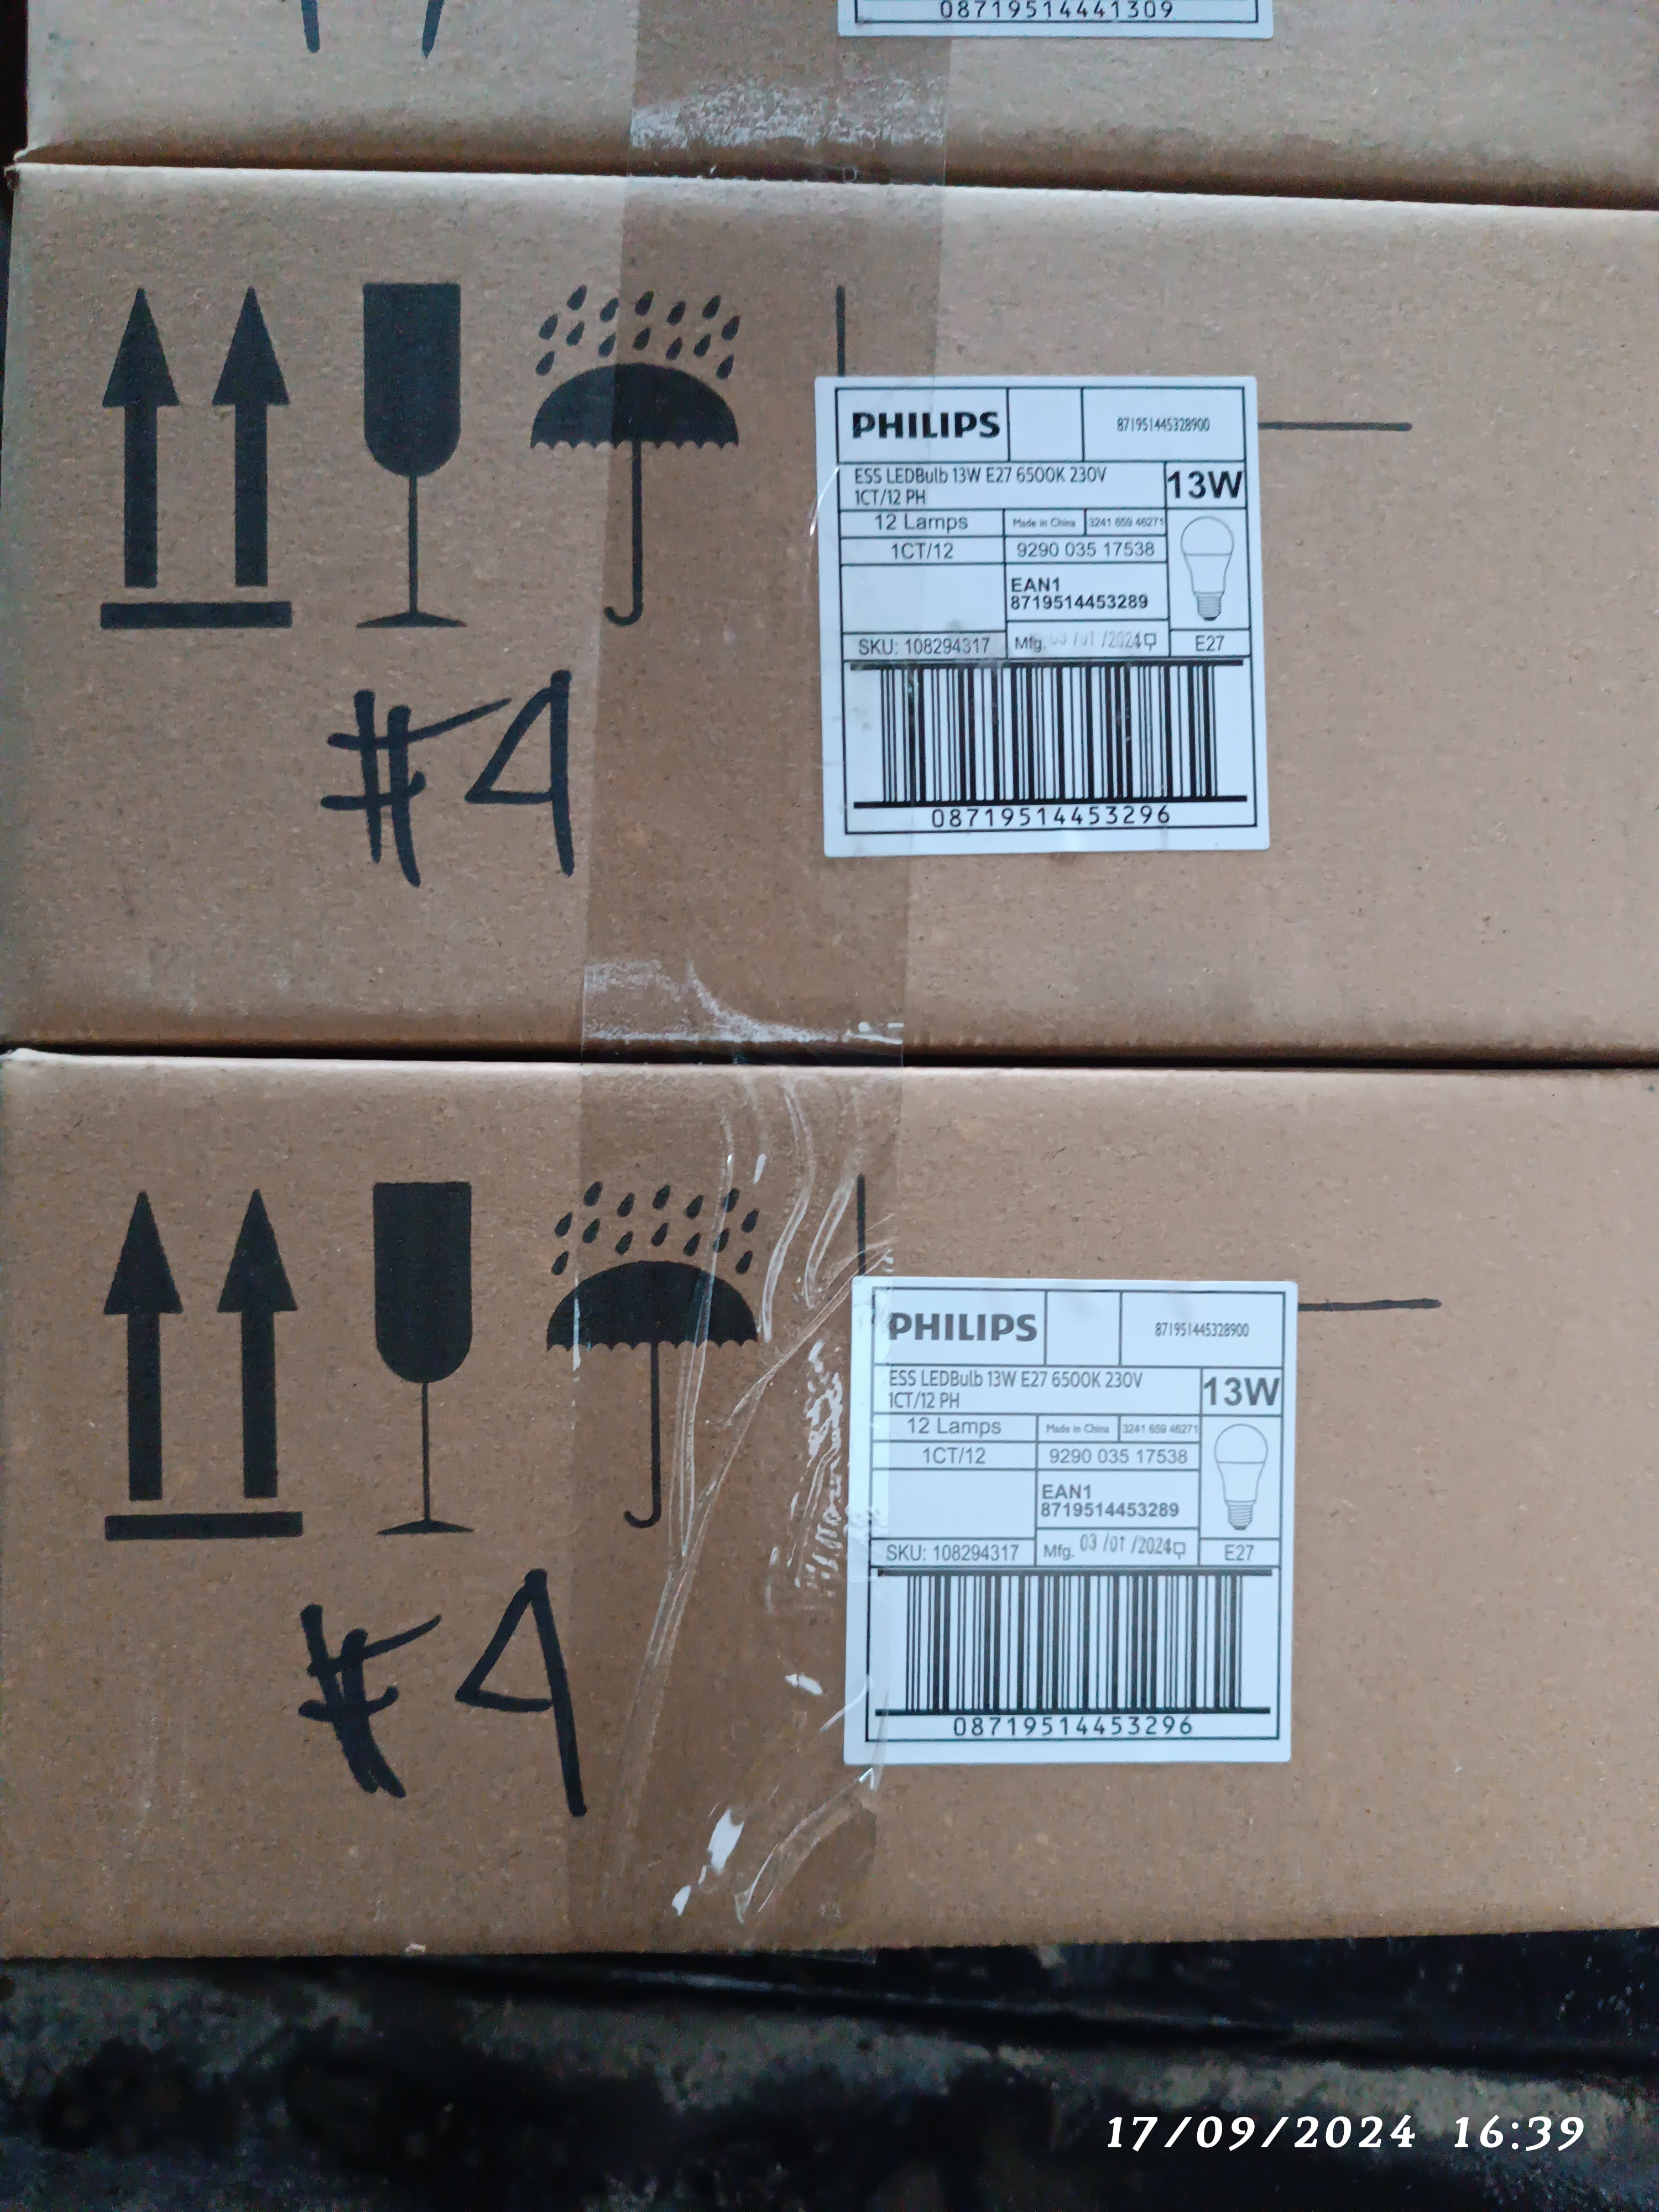 08719514441309
PHILIPS
871951445328900
ESS LEDBulb 13W E27 6500K 230V
1CT/12 PH
13W
12 Lamps
Made in China
3241 659 46271
1CT/12
9290 035 17538
EAN1
8719514453289
SKU: 108294317
Mfg. 03 /01 /2024
E27
08719514453296
#4
PHILIPS
871951445328900
ESS LEDBulb 13W E27 6500K 230V
1CT/12 PH
13W
12 Lamps
Made in China
3241 659 46271
1CT/12
9290 035 17538
EAN1
8719514453289
SKU: 108294317
Mfg. 03 /01 /2024
E27
08719514453296
#4
17/09/2024 16:39